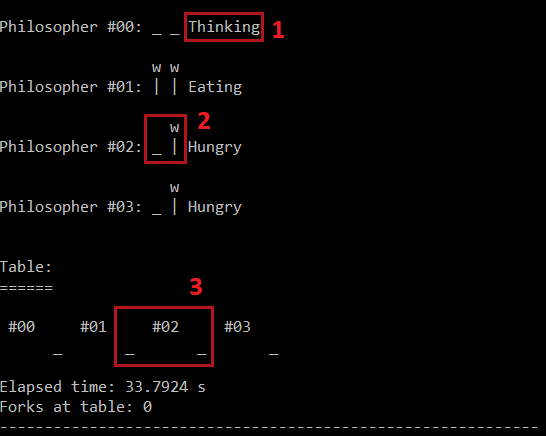 Philosopher #00: _ _ Thinking 1
w w
Philosopher #01: | | Eating
w 2
Philosopher #02: _ | Hungry
w
Philosopher #03: _ | Hungry
Table:
======
3
#00 #01 #02 #03
_ _ _ _
Elapsed time: 33.7924 s
Forks at table: 0
------------------------------------------------------------